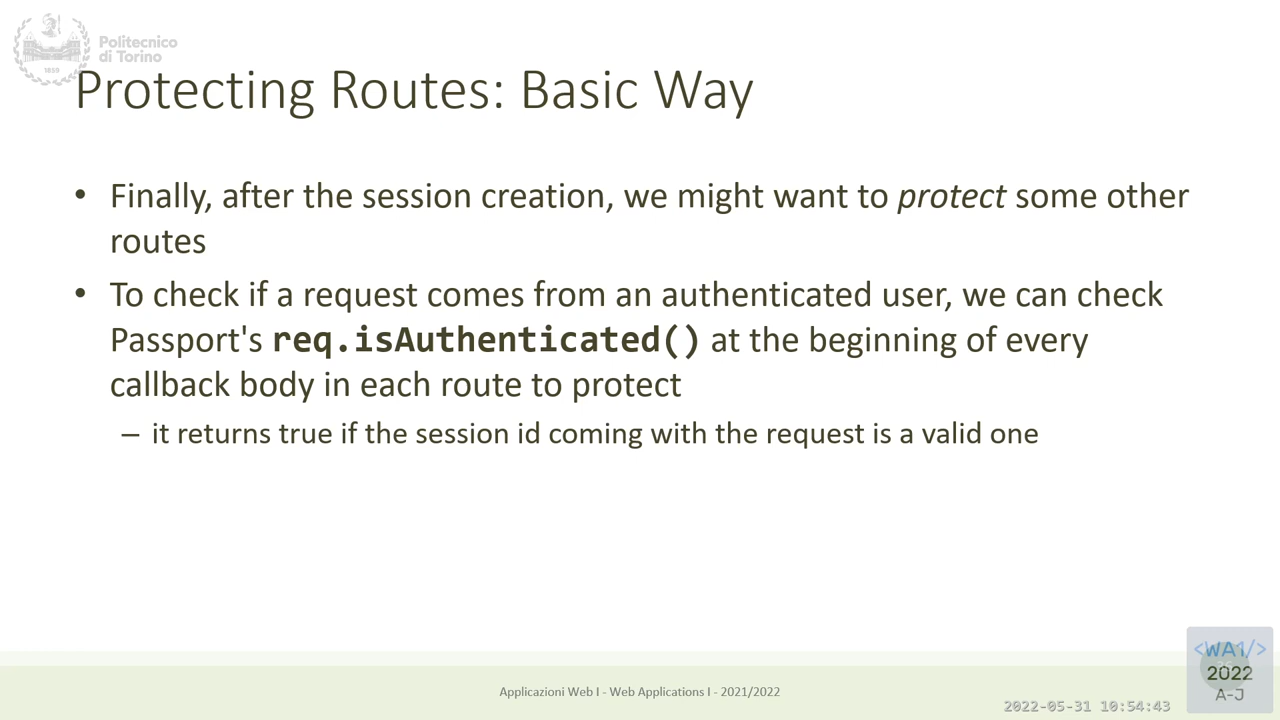 Politecnico
di Torino
1859
Protecting Routes: Basic Way
• Finally, after the session creation, we might want to protect some other
routes
• To check if a request comes from an authenticated user, we can check
Passport's req.isAuthenticated() at the beginning of every
callback body in each route to protect
– it returns true if the session id coming with the request is a valid one
Applicazioni Web I - Web Applications I - 2021/2022
<WA1/>
2022
A-J
2022-05-31 10:54:43